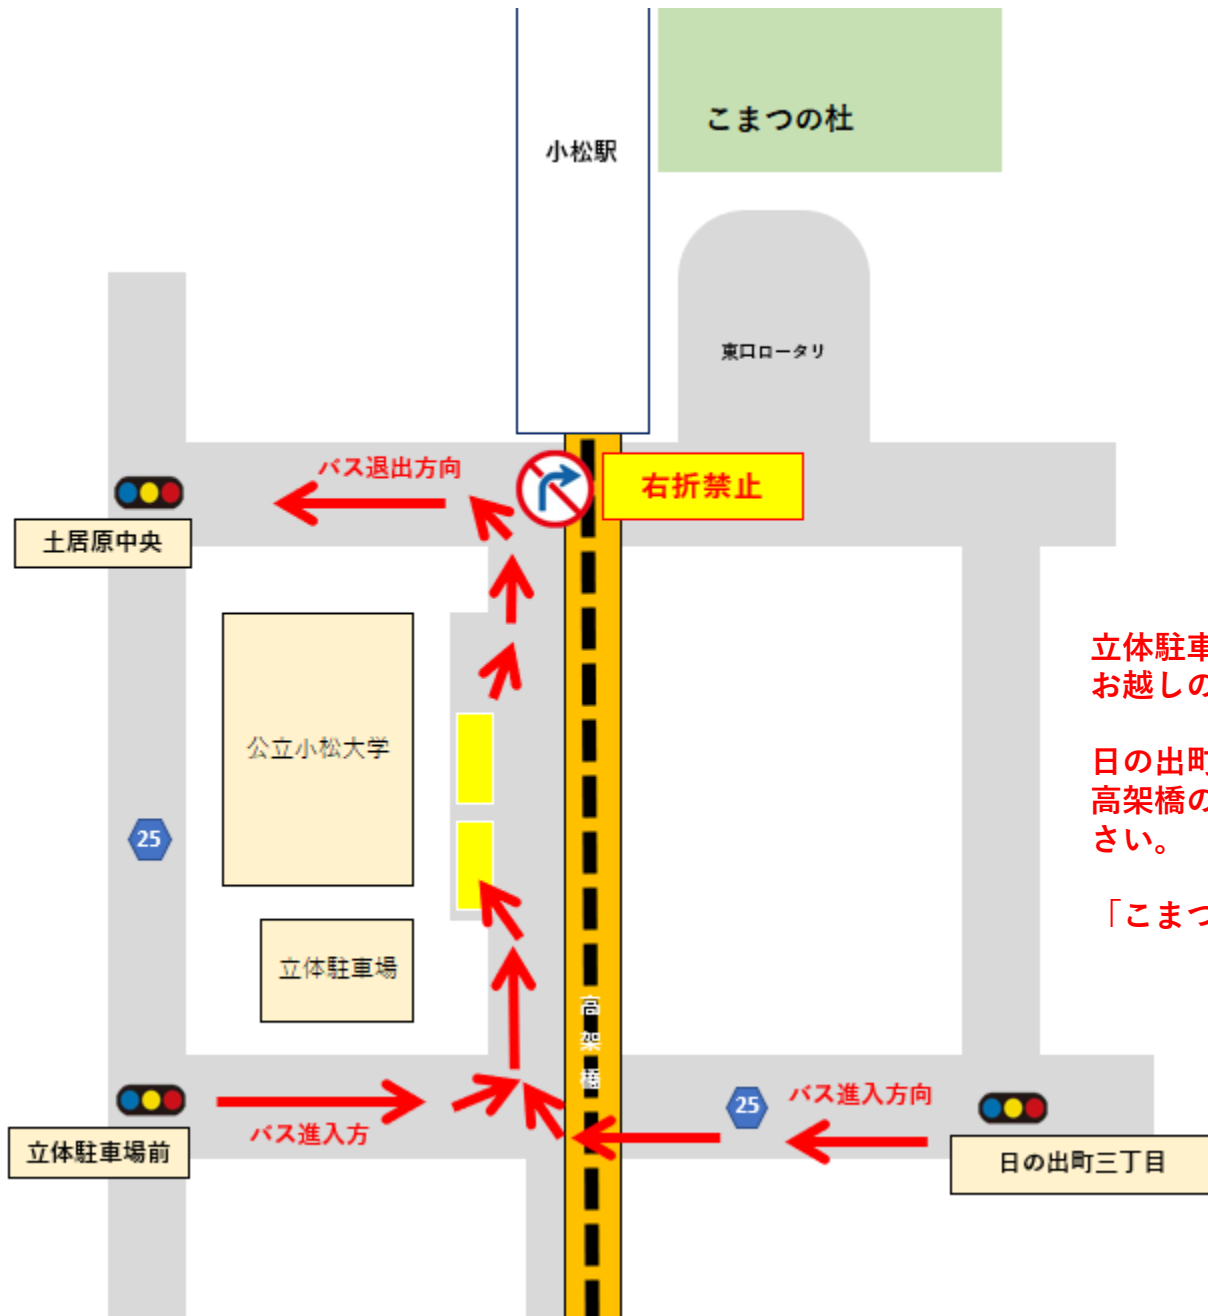 こまつの杜
小松駅
東口ロータリ
バス退出方向
右折禁止
土居原中央
立体駐車
お越しの
公立小松大学
日の出町
高架橋の
さい。
25
「こまつ
立体駐車場
高架橋
バス進入方向
25
バス進入方
立体駐車場前
日の出町三丁目